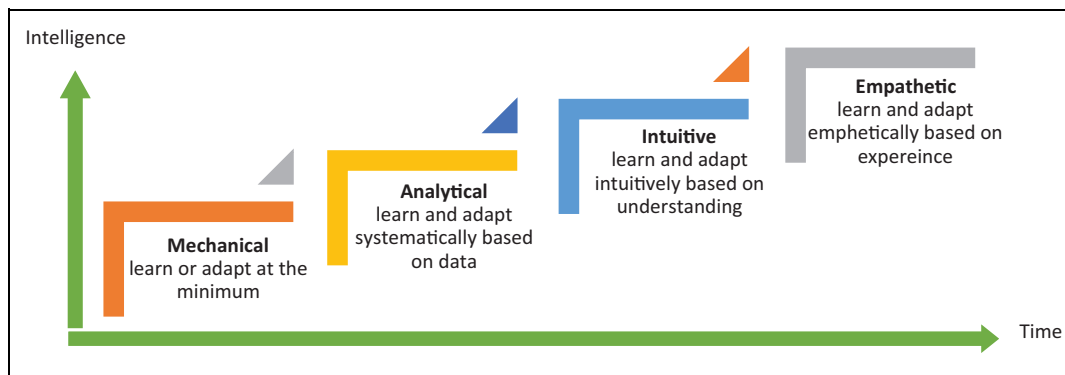 Intelligence
Mechanical
learn or adapt at the
minimum
Analytical
learn and adapt
systematically based
on data
Intuitive
learn and adapt
intuitively based on
understanding
Empathetic
learn and adapt
emphetically based on
expereince
Time